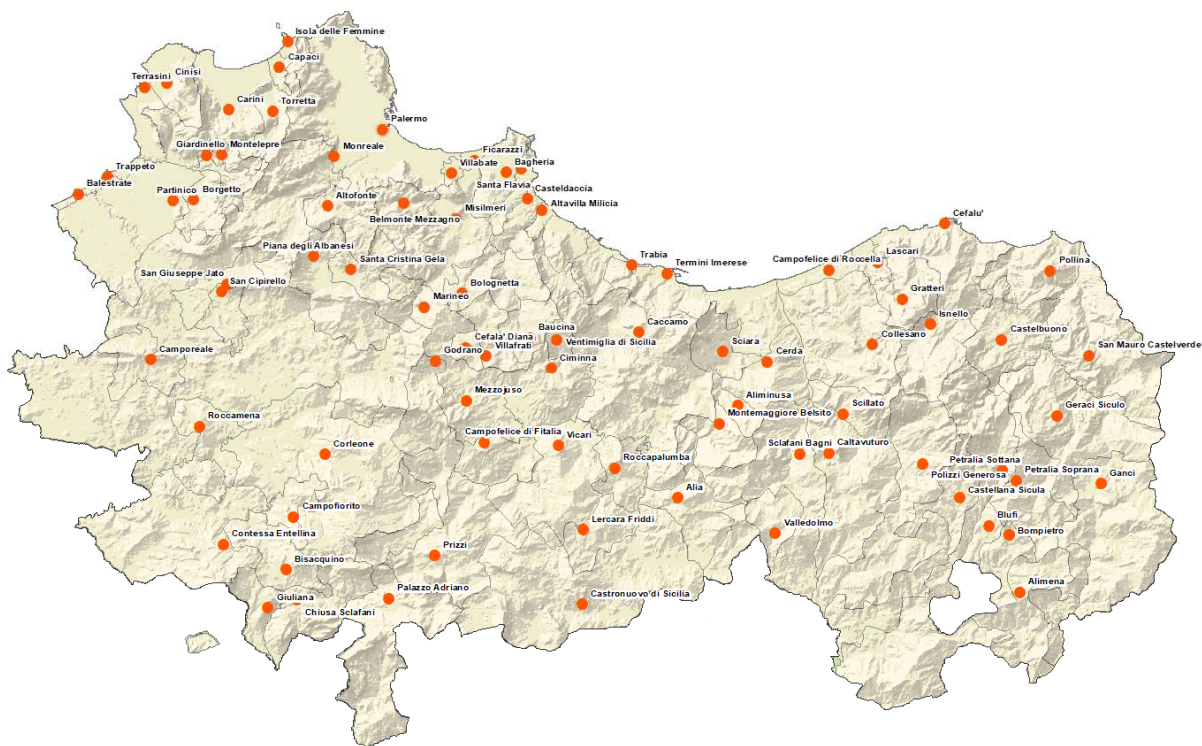 Isola delle Femmine
Capaci
Terrasini
Cinisi
Carini
Torretta
Palermo
Giardinello
Montelepre
Monreale
Ficarazzi
Villabate
Bagheria
Trappeto
Balestrate
Partinico
Borgetto
Altofonte
Santa Flavia
Casteldaccia
Misilmeri
Altavilla Milicia
Belmonte Mezzagno
Cefalu'
Piana degli Albanesi
Santa Cristina Gela
Trabia
Termini Imerese
Lascari
Campofelice di Roccella
Pollina
San Giuseppe Jato
San Cipirello
Bolognetta
Marineo
Gratteri
Isnello
Baucina
Caccamo
Collesano
Castelbuono
Cefala' Diana
Ventimiglia di Sicilia
Villafrati
Godrano
Sciara
Cerda
San Mauro Castelverde
Camporeale
Ciminna
Mezzojuso
Aliminusa
Montemaggiore Belsito
Scillato
Geraci Siculo
Roccamena
Corleone
Campofelice di Fitalia
Vicari
Roccapalumba
Sclafani Bagni
Caltavuturo
Petralia Sottana
Polizzi Generosa
Petralia Soprana
Ganci
Alia
Castellana Sicula
Campofiorito
Lercara Friddi
Valledolmo
Blufi
Bompietro
Contessa Entellina
Prizzi
Bisacquino
Palazzo Adriano
Castronuovo di Sicilia
Alimena
Giuliana
Chiusa Sclafani